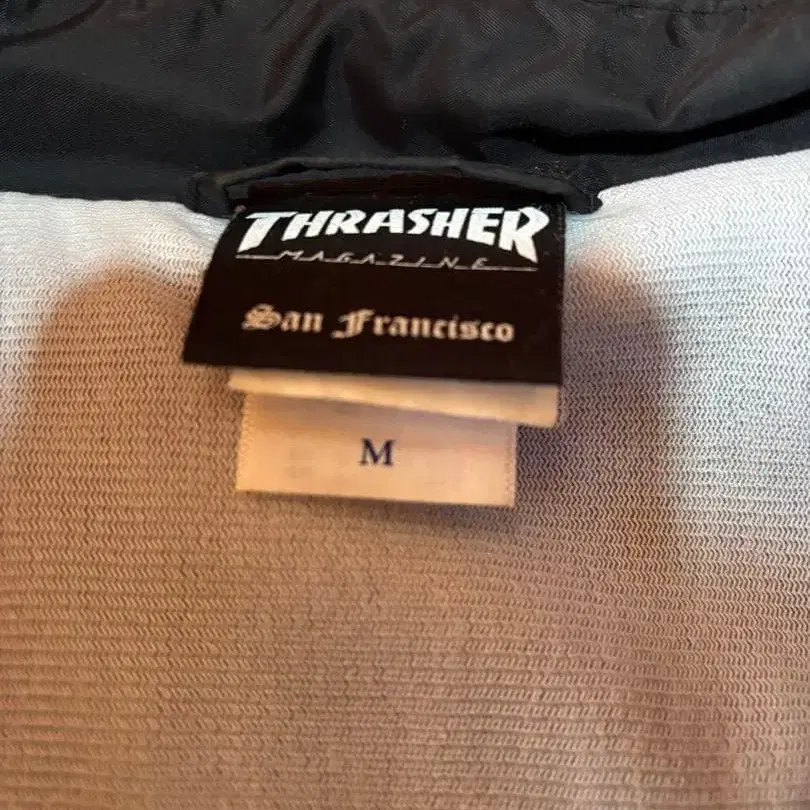 THRASHER
MAGAZINE
San Francisco
M